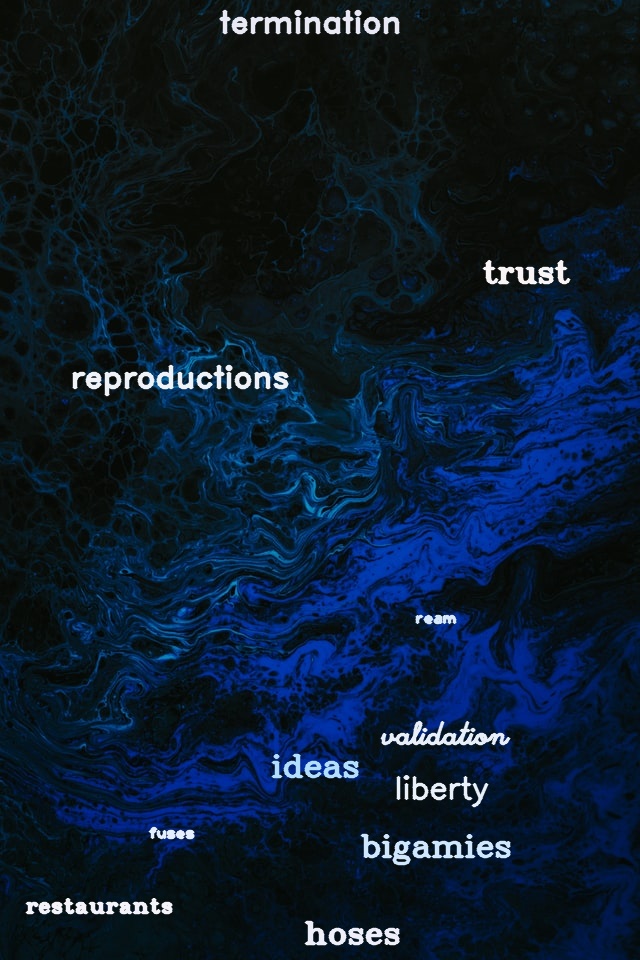 termination
trust
reproductions
ream
validation
ideas
liberty
fuses
bigamies
restaurants
hoses